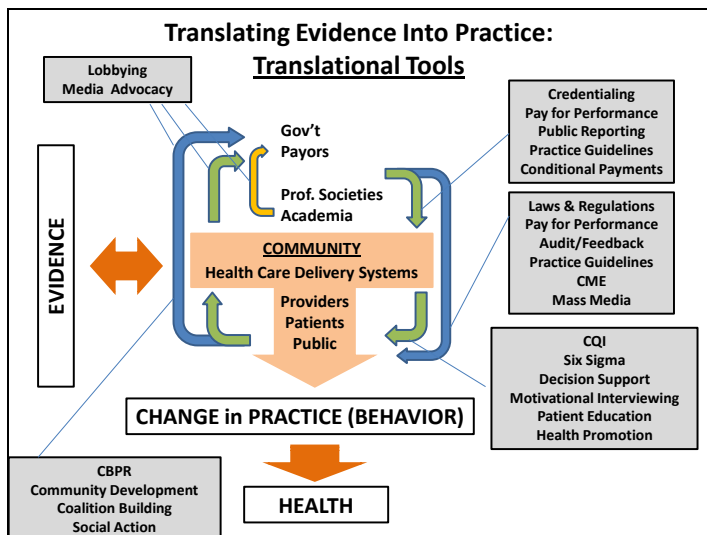 Translating Evidence Into Practice:
Translational Tools
Lobbying
Media Advocacy
Gov't
Payors
Prof. Societies
Academia
COMMUNITY
Health Care Delivery Systems
Providers
Patients
Public
EVIDENCE
Credentialing
Pay for Performance
Public Reporting
Practice Guidelines
Conditional Payments
Laws & Regulations
Pay for Performance
Audit/Feedback
Practice Guidelines
CME
Mass Media
CQI
Six Sigma
Decision Support
Motivational Interviewing
Patient Education
Health Promotion
CHANGE in PRACTICE (BEHAVIOR)
HEALTH
CBPR
Community Development
Coalition Building
Social Action